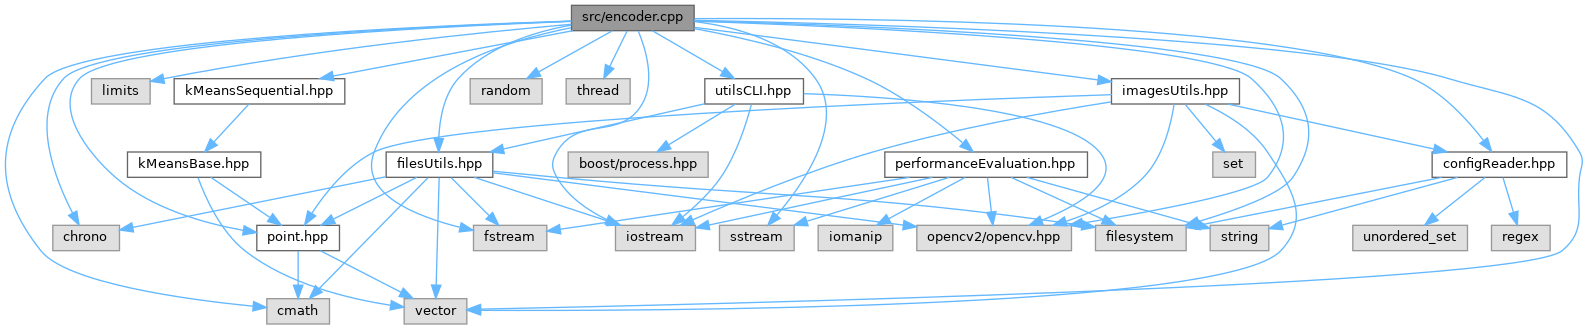 src/encoder.cpp
limits
kMeansSequential.hpp
random
thread
utilsCLI.hpp
imagesUtils.hpp
kMeansBase.hpp
filesUtils.hpp
boost/process.hpp
performanceEvaluation.hpp
set
configReader.hpp
chrono
point.hpp
fstream
iostream
sstream
iomanip
opencv2/opencv.hpp
filesystem
string
unordered_set
regex
cmath
vector